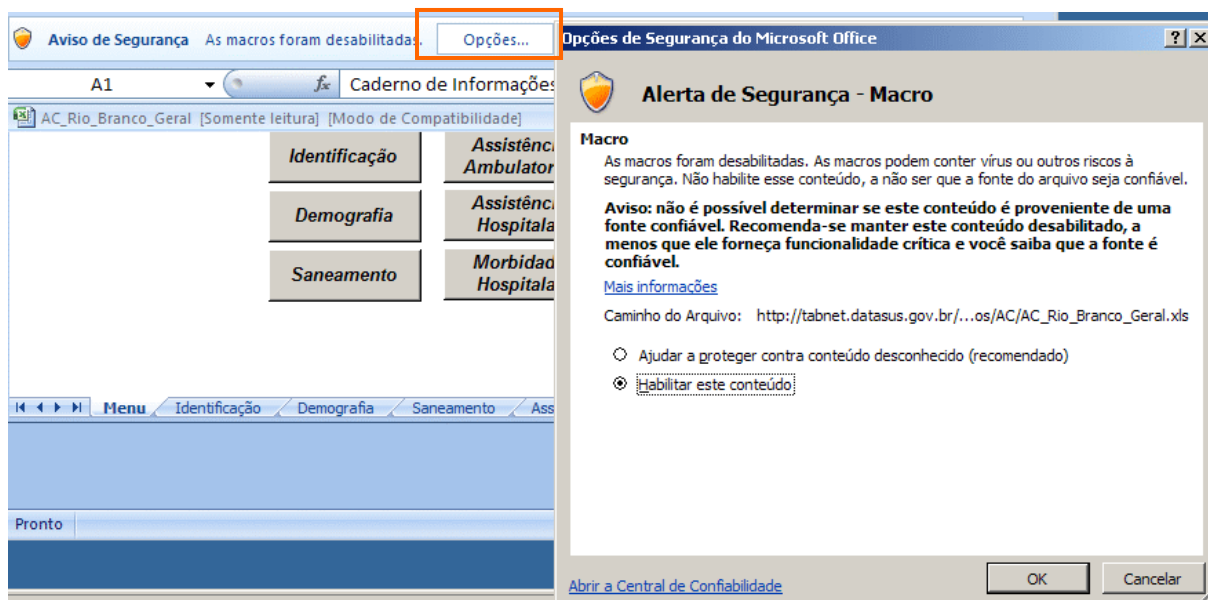 Aviso de Segurança As macros foram desabilitadas. Opções...
A1 fx Caderno de Informações
AC_Rio_Branco_Geral [Somente leitura] [Modo de Compatibilidade]
Identificação
Demografia
Saneamento
Assistênc
Ambulator
Assistênc
Hospitala
Morbidad
Hospitala
Menu Identificação Demografia Saneamento Ass
Pronto
Opções de Segurança do Microsoft Office
Alerta de Segurança - Macro
Macro
As macros foram desabilitadas. As macros podem conter vírus ou outros riscos à
segurança. Não habilite esse conteúdo, a não ser que a fonte do arquivo seja confiável.
Aviso: não é possível determinar se este conteúdo é proveniente de uma
fonte confiável. Recomenda-se manter este conteúdo desabilitado, a
menos que ele forneça funcionalidade crítica e você saiba que a fonte é
confiável.
Mais informações
Caminho do Arquivo: http://tabnet.datasus.gov.br/...os/AC/AC_Rio_Branco_Geral.xls
Ajudar a proteger contra conteúdo desconhecido (recomendado)
Habilitar este conteúdo
Abrir a Central de Confiabilidade
OK Cancelar